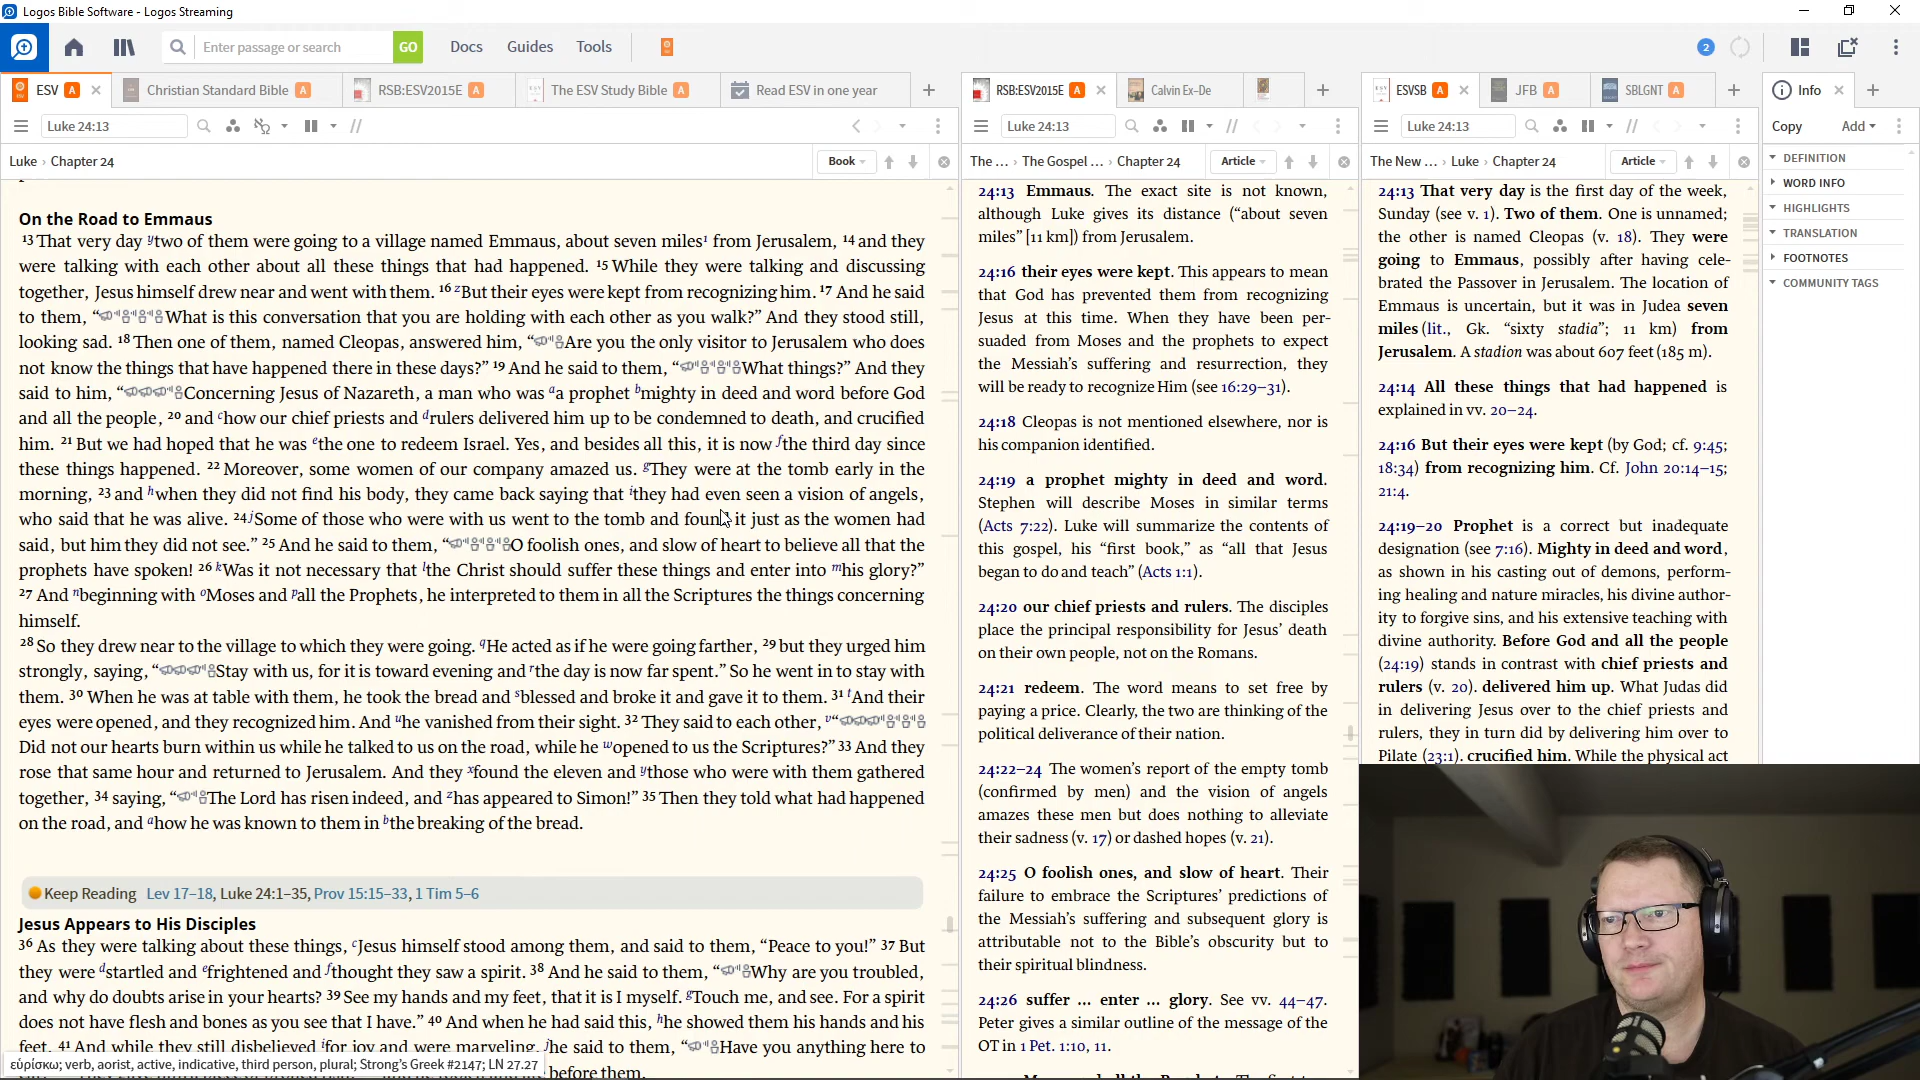 Logos Bible Software - Logos Streaming
Enter passage or search
GO
Docs
Guides
Tools
2
ESV A
Christian Standard Bible A
RSB:ESV2015E A
The ESV Study Bible A
Read ESV in one year
RSB:ESV2015E A
Calvin Ex–De
ESVSB A
JFB A
SBLGNT A
Info
Luke 24:13
Luke 24:13
Luke 24:13
Copy
Add
Luke › Chapter 24
Book
The ... › The Gospel ... › Chapter 24
Article
The New ... › Luke › Chapter 24
Article
On the Road to Emmaus
13 That very day y two of them were going to a village named Emmaus, about seven miles1 from Jerusalem, 14 and they
were talking with each other about all these things that had happened. 15 While they were talking and discussing
together, Jesus himself drew near and went with them. 16 z But their eyes were kept from recognizing him. 17 And he said
to them, “What is this conversation that you are holding with each other as you walk?” And they stood still,
looking sad. 18 Then one of them, named Cleopas, answered him, “Are you the only visitor to Jerusalem who does
not know the things that have happened there in these days?” 19 And he said to them, “What things?” And they
said to him, “Concerning Jesus of Nazareth, a man who was a a prophet b mighty in deed and word before God
and all the people, 20 and c how our chief priests and d rulers delivered him up to be condemned to death, and crucified
him. 21 But we had hoped that he was e the one to redeem Israel. Yes, and besides all this, it is now f the third day since
these things happened. 22 Moreover, some women of our company amazed us. g They were at the tomb early in the
morning, 23 and h when they did not find his body, they came back saying that i they had even seen a vision of angels,
who said that he was alive. 24 j Some of those who were with us went to the tomb and found it just as the women had
said, but him they did not see.” 25 And he said to them, “O foolish ones, and slow of heart to believe all that the
prophets have spoken! 26 k Was it not necessary that l the Christ should suffer these things and enter into m his glory?”
27 And n beginning with o Moses and p all the Prophets, he interpreted to them in all the Scriptures the things concerning
himself.
28 So they drew near to the village to which they were going. q He acted as if he were going farther, 29 but they urged him
strongly, saying, “Stay with us, for it is toward evening and r the day is now far spent.” So he went in to stay with
them. 30 When he was at table with them, he took the bread and s blessed and broke it and gave it to them. 31 t And their
eyes were opened, and they recognized him. And u he vanished from their sight. 32 They said to each other, v “
Did not our hearts burn within us while he talked to us on the road, while he w opened to us the Scriptures?” 33 And they
rose that same hour and returned to Jerusalem. And they x found the eleven and y those who were with them gathered
together, 34 saying, “The Lord has risen indeed, and z has appeared to Simon!” 35 Then they told what had happened
on the road, and a how he was known to them in b the breaking of the bread.
Keep Reading Lev 17–18, Luke 24:1–35, Prov 15:15–33, 1 Tim 5–6
Jesus Appears to His Disciples
36 As they were talking about these things, c Jesus himself stood among them, and said to them, “Peace to you!” 37 But
they were d startled and e frightened and f thought they saw a spirit. 38 And he said to them, “Why are you troubled,
and why do doubts arise in your hearts? 39 See my hands and my feet, that it is I myself. g Touch me, and see. For a spirit
does not have flesh and bones as you see that I have.” 40 And when he had said this, h he showed them his hands and his
feet. 41 And while they still disbelieved i for joy and were marveling, j he said to them, “Have you anything here to
before them.
εὑρίσκω; verb, aorist, active, indicative, third person, plural; Strong’s Greek #2147; LN 27.27
24:13 Emmaus. The exact site is not known,
although Luke gives its distance (“about seven
miles” [11 km]) from Jerusalem.
24:16 their eyes were kept. This appears to mean
that God has prevented them from recognizing
Jesus at this time. When they have been per-
suaded from Moses and the prophets to expect
the Messiah’s suffering and resurrection, they
will be ready to recognize Him (see 16:29–31).
24:18 Cleopas is not mentioned elsewhere, nor is
his companion identified.
24:19 a prophet mighty in deed and word.
Stephen will describe Moses in similar terms
(Acts 7:22). Luke will summarize the contents of
this gospel, his “first book,” as “all that Jesus
began to do and teach” (Acts 1:1).
24:20 our chief priests and rulers. The disciples
place the principal responsibility for Jesus’ death
on their own people, not on the Romans.
24:21 redeem. The word means to set free by
paying a price. Clearly, the two are thinking of the
political deliverance of their nation.
24:22–24 The women’s report of the empty tomb
(confirmed by men) and the vision of angels
amazes these men but does nothing to alleviate
their sadness (v. 17) or dashed hopes (v. 21).
24:25 O foolish ones, and slow of heart. Their
failure to embrace the Scriptures’ predictions of
the Messiah’s suffering and subsequent glory is
attributable not to the Bible’s obscurity but to
their spiritual blindness.
24:26 suffer ... enter ... glory. See vv. 44–47.
Peter gives a similar outline of the message of the
OT in 1 Pet. 1:10, 11.
24:13 That very day is the first day of the week,
Sunday (see v. 1). Two of them. One is unnamed;
the other is named Cleopas (v. 18). They were
going to Emmaus, possibly after having cele-
brated the Passover in Jerusalem. The location of
Emmaus is uncertain, but it was in Judea seven
miles (lit., Gk. “sixty stadia”; 11 km) from
Jerusalem. A stadion was about 607 feet (185 m).
24:14 All these things that had happened is
explained in vv. 20–24.
24:16 But their eyes were kept (by God; cf. 9:45;
18:34) from recognizing him. Cf. John 20:14–15;
21:4.
24:19–20 Prophet is a correct but inadequate
designation (see 7:16). Mighty in deed and word,
as shown in his casting out of demons, perform-
ing healing and nature miracles, his divine author-
ity to forgive sins, and his extensive teaching with
divine authority. Before God and all the people
(24:19) stands in contrast with chief priests and
rulers (v. 20). delivered him up. What Judas did
in delivering Jesus over to the chief priests and
rulers, they in turn did by delivering him over to
Pilate (23:1). crucified him. While the physical act
DEFINITION
WORD INFO
HIGHLIGHTS
TRANSLATION
FOOTNOTES
COMMUNITY TAGS